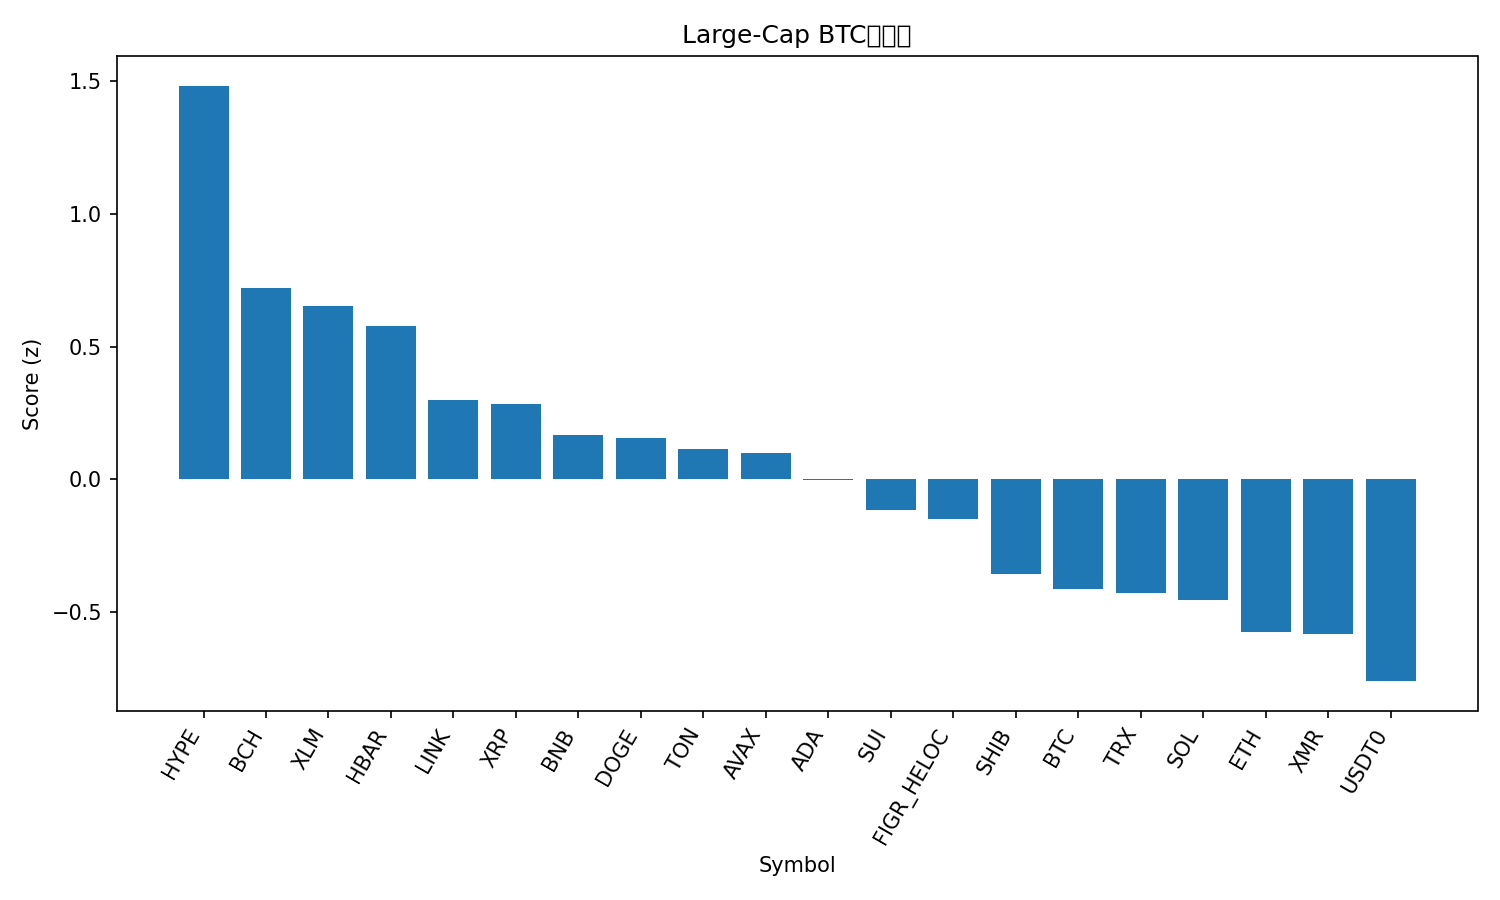 Large-Cap BTC
1.5
1.0
0.5
0.0
−0.5
Score (z)
HYPE
BCH
XLM
HBAR
LINK
XRP
BNB
DOGE
TON
AVAX
ADA
SUI
FIGR_HELOC
SHIB
BTC
TRX
SOL
ETH
XMR
USDT0
Symbol